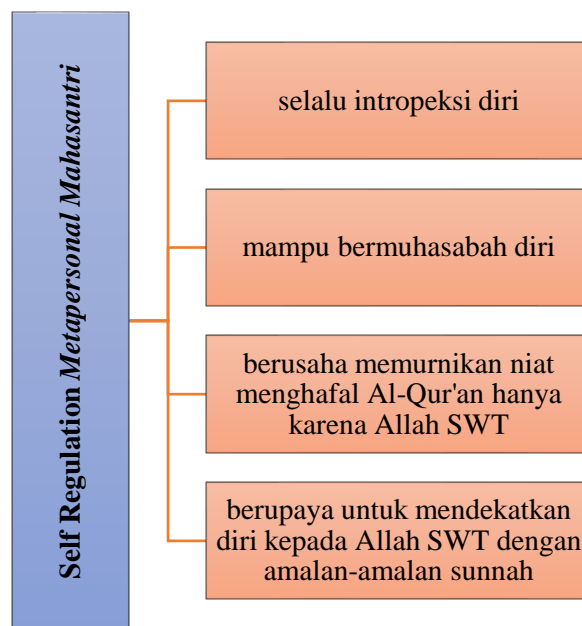 Self Regulation Metapersonal Mahasantri
selalu intropeksi diri
mampu bermuhasabah diri
berusaha memurnikan niat
menghafal Al-Qur'an hanya
karena Allah SWT
berupaya untuk mendekatkan
diri kepada Allah SWT dengan
amalan-amalan sunnah